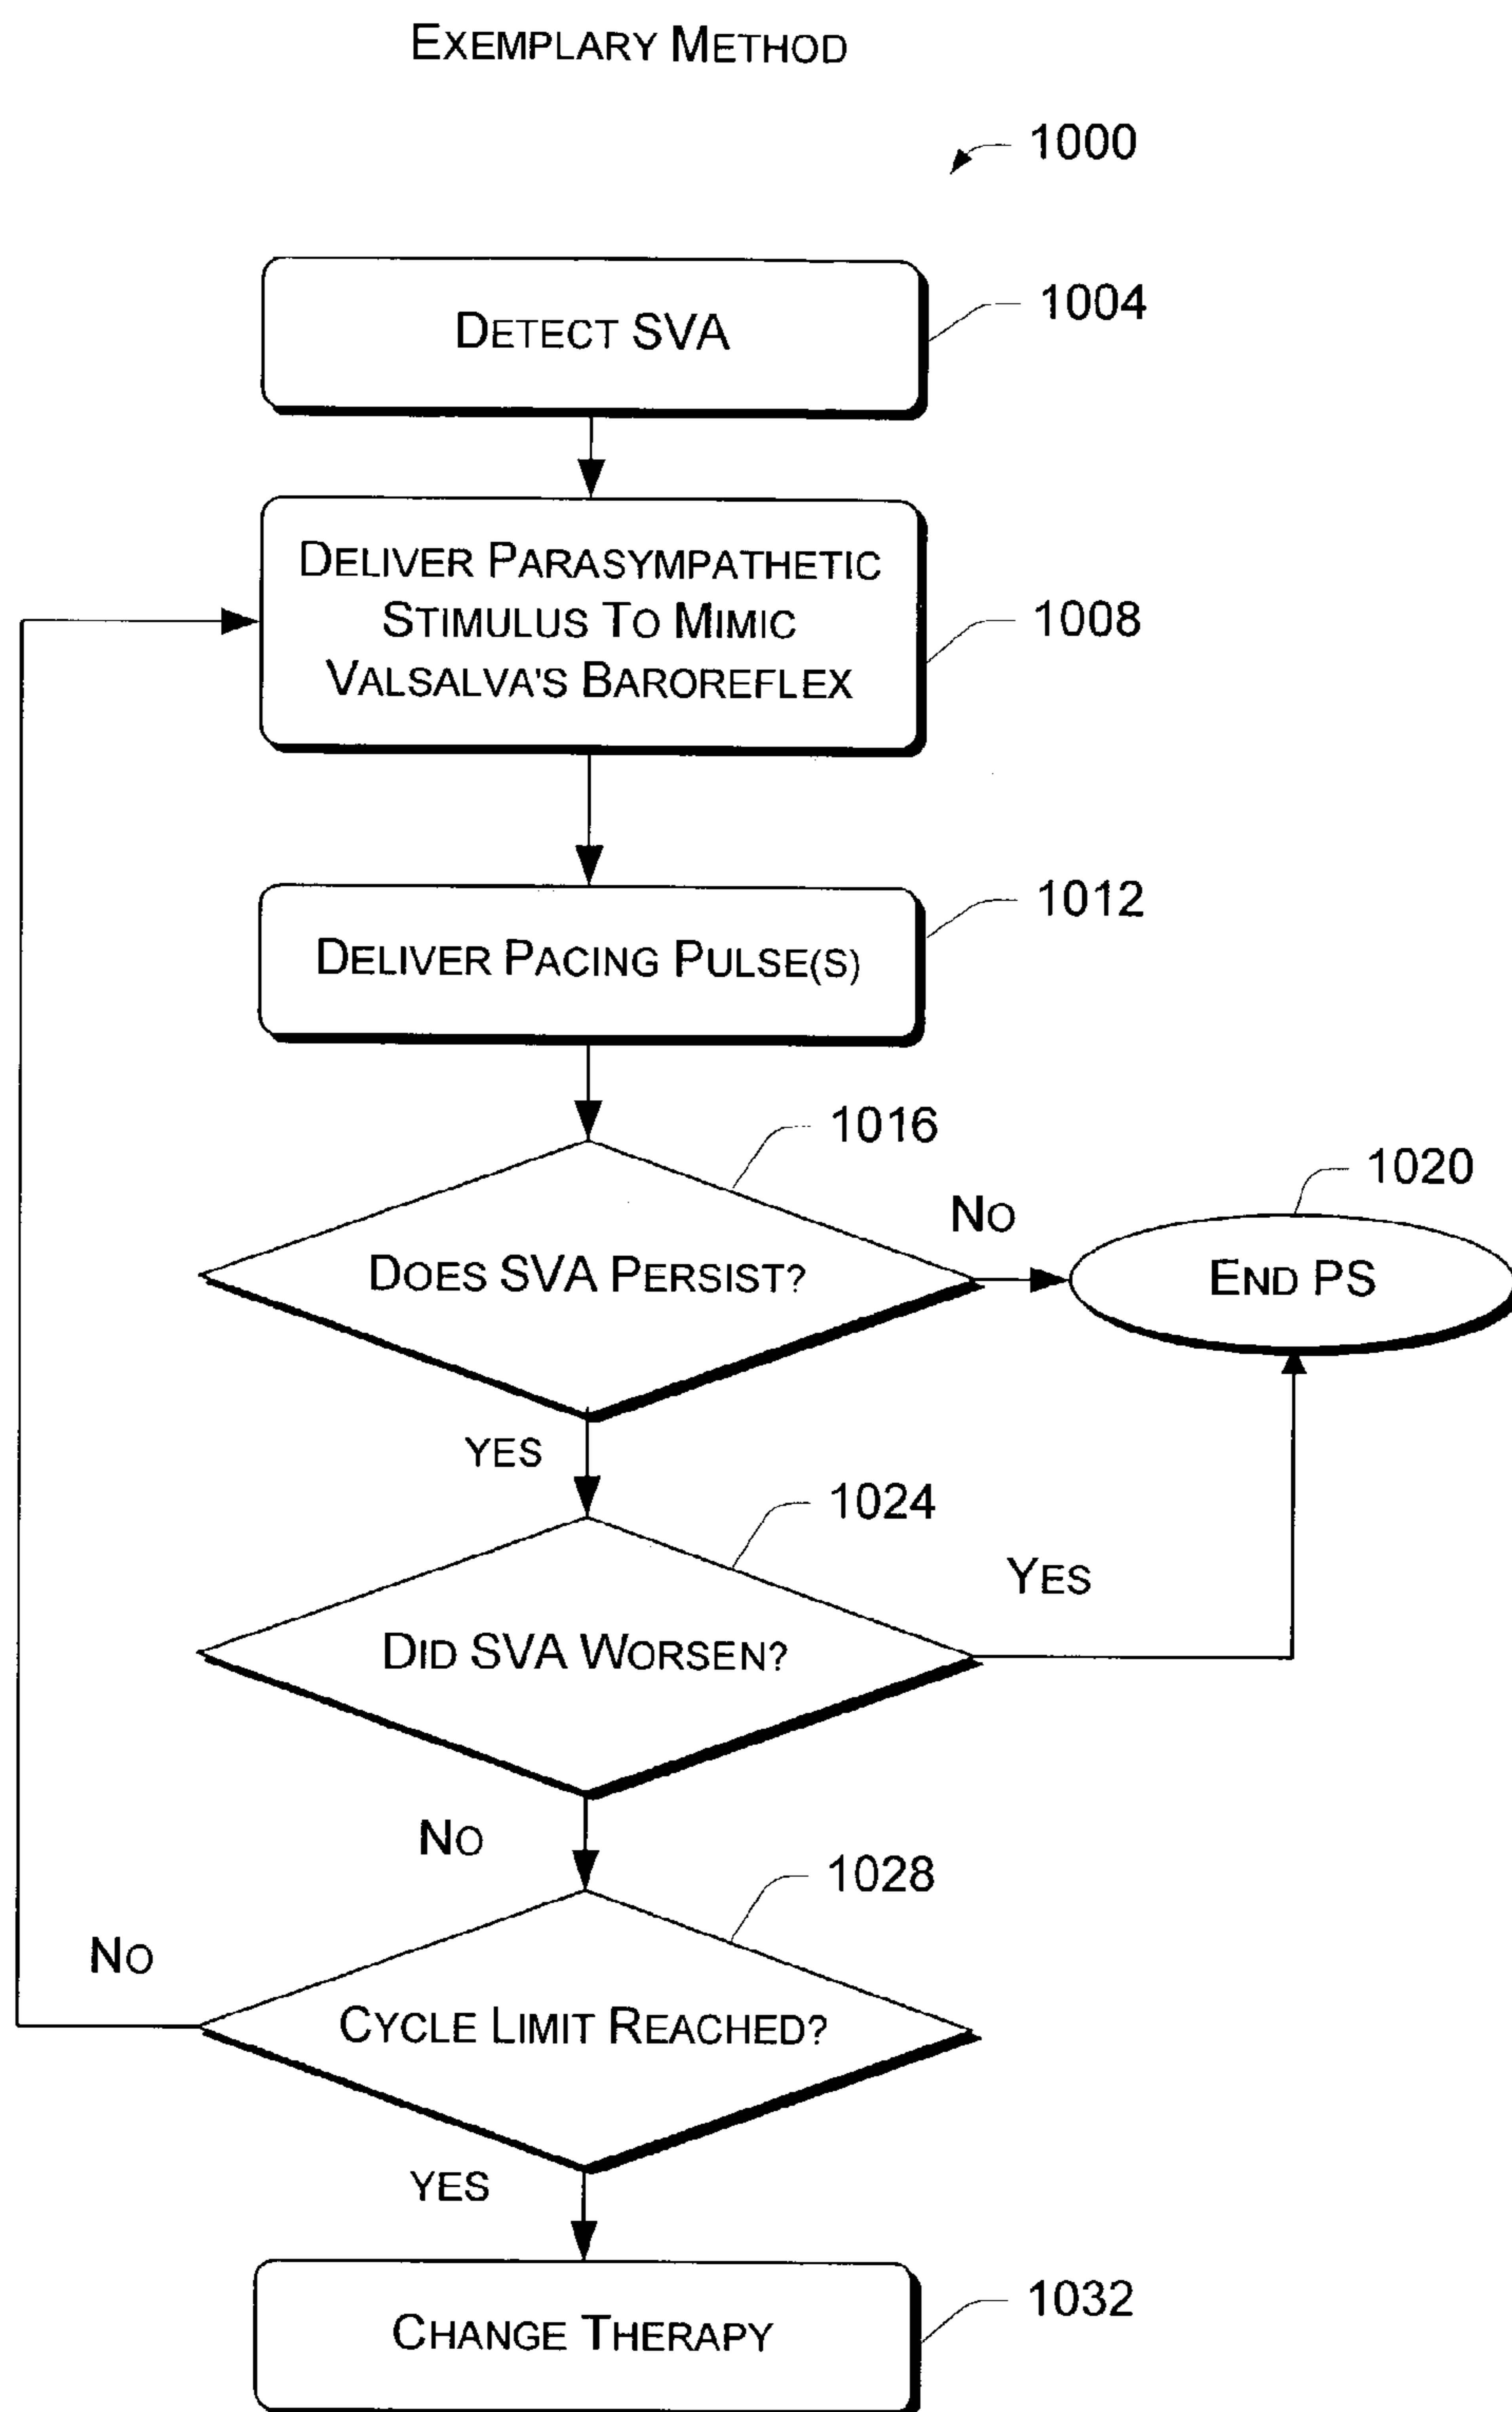 EXEMPLARY METHOD
1000
DETECT SVA
1004
DELIVER PARASYMPATHETIC
STIMULUS TO MIMIC
VALSALVA'S BAROREFLEX
1008
DELIVER PACING PULSE(S)
1012
1016
DOES SVA PERSIST?
NO
1020
END PS
YES
1024
DID SVA WORSEN?
YES
NO
1028
CYCLE LIMIT REACHED?
NO
YES
CHANGE THERAPY
1032